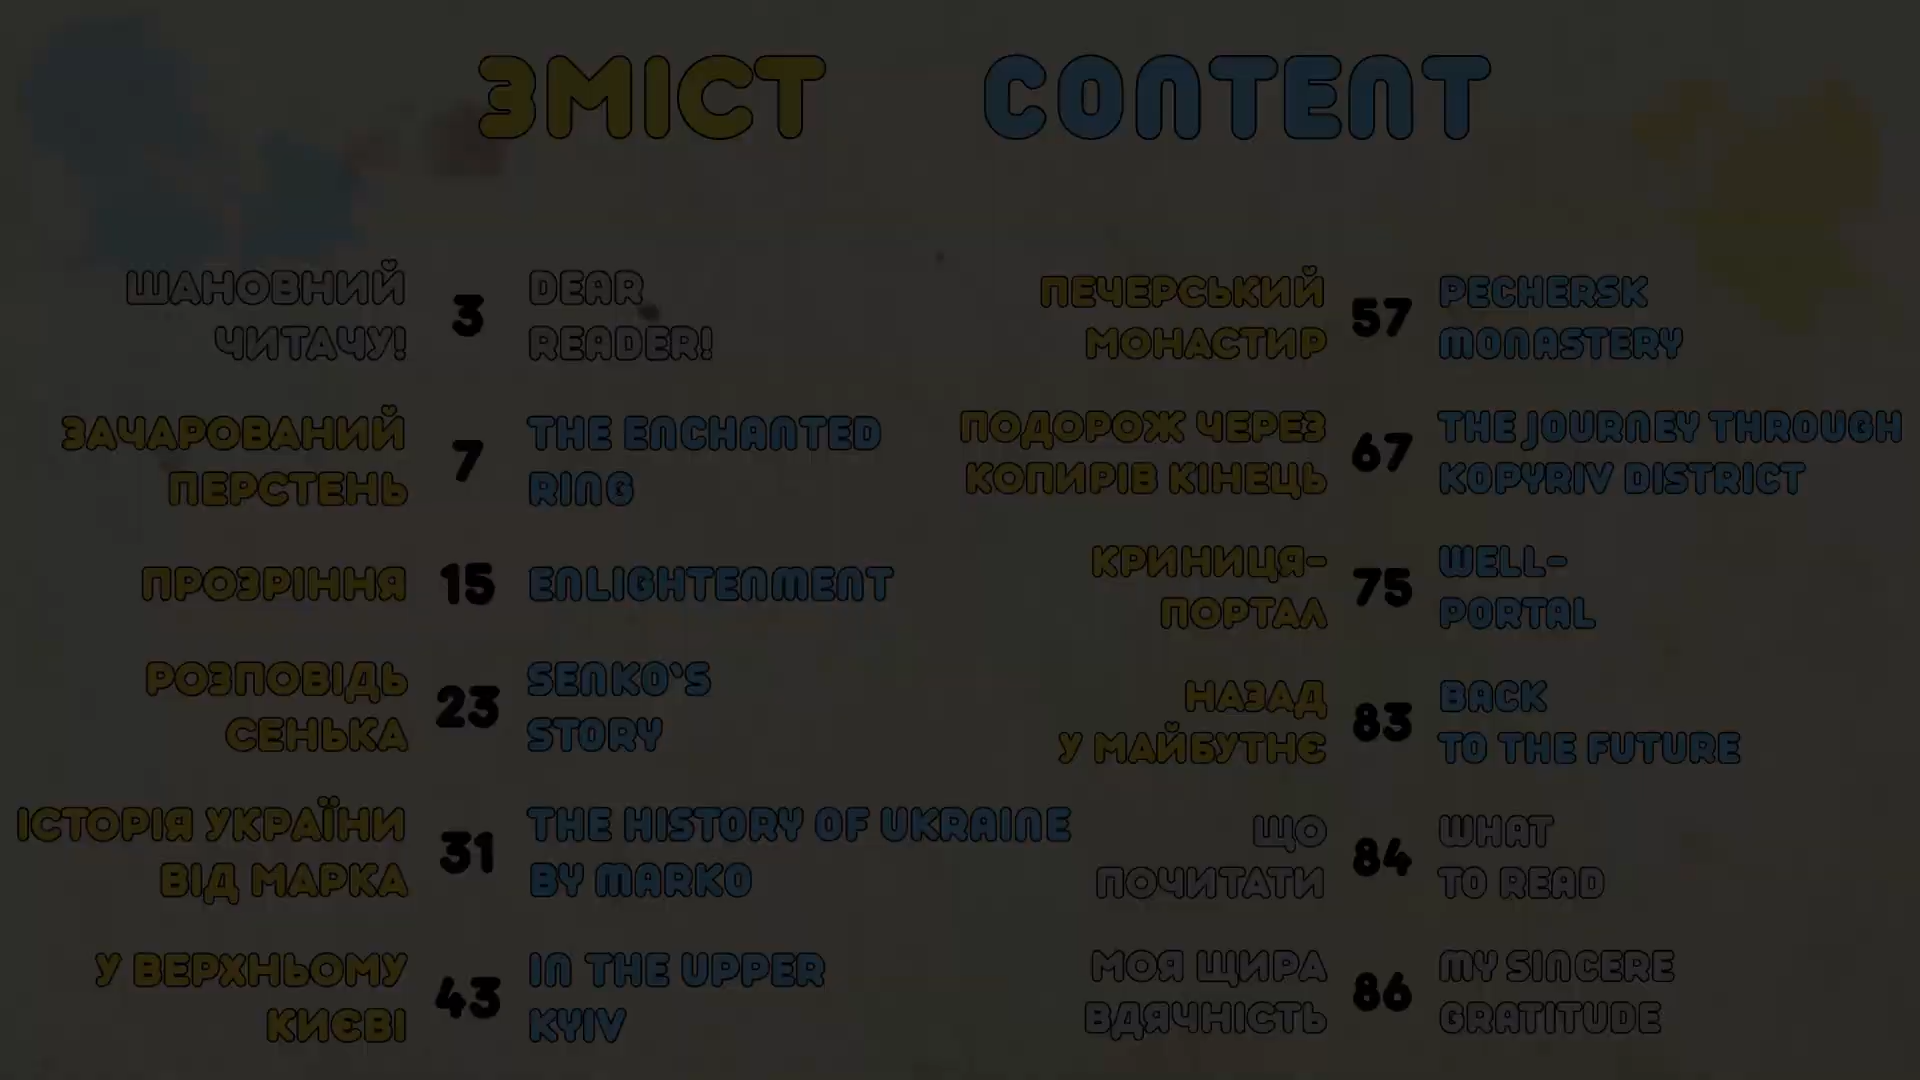 ЗМІСТ CONTENT
ШАНОВНИЙ
ЧИТАЧУ!
3
DEAR
READER!
ЗАЧАРОВАНИЙ
ПЕРСТЕНЬ
7
THE ENCHANTED
RING
ПРОЗРІННЯ
15
ENLIGHTENMENT
РОЗПОВІДЬ
СЕНЬКА
23
SENKO'S
STORY
ІСТОРІЯ УКРАЇНИ
ВІД МАРКА
31
THE HISTORY OF UKRAINE
BY MARKO
У ВЕРХНЬОМУ
КИЄВІ
43
IN THE UPPER
KYIV
ПЕЧЕРСЬКИЙ
МОНАСТИР
57
PECHERSK
MONASTERY
ПОДОРОЖ ЧЕРЕЗ
КОПИРІВ КІНЕЦЬ
67
THE JOURNEY THROUGH
KOPYRIV DISTRICT
КРИНИЦЯ-
ПОРТАЛ
75
WELL-
PORTAL
НАЗАД
У МАЙБУТНЄ
83
BACK
TO THE FUTURE
ЩО
ПОЧИТАТИ
84
WHAT
TO READ
МОЯ ЩИРА
ВДЯЧНІСТЬ
86
MY SINCERE
GRATITUDE